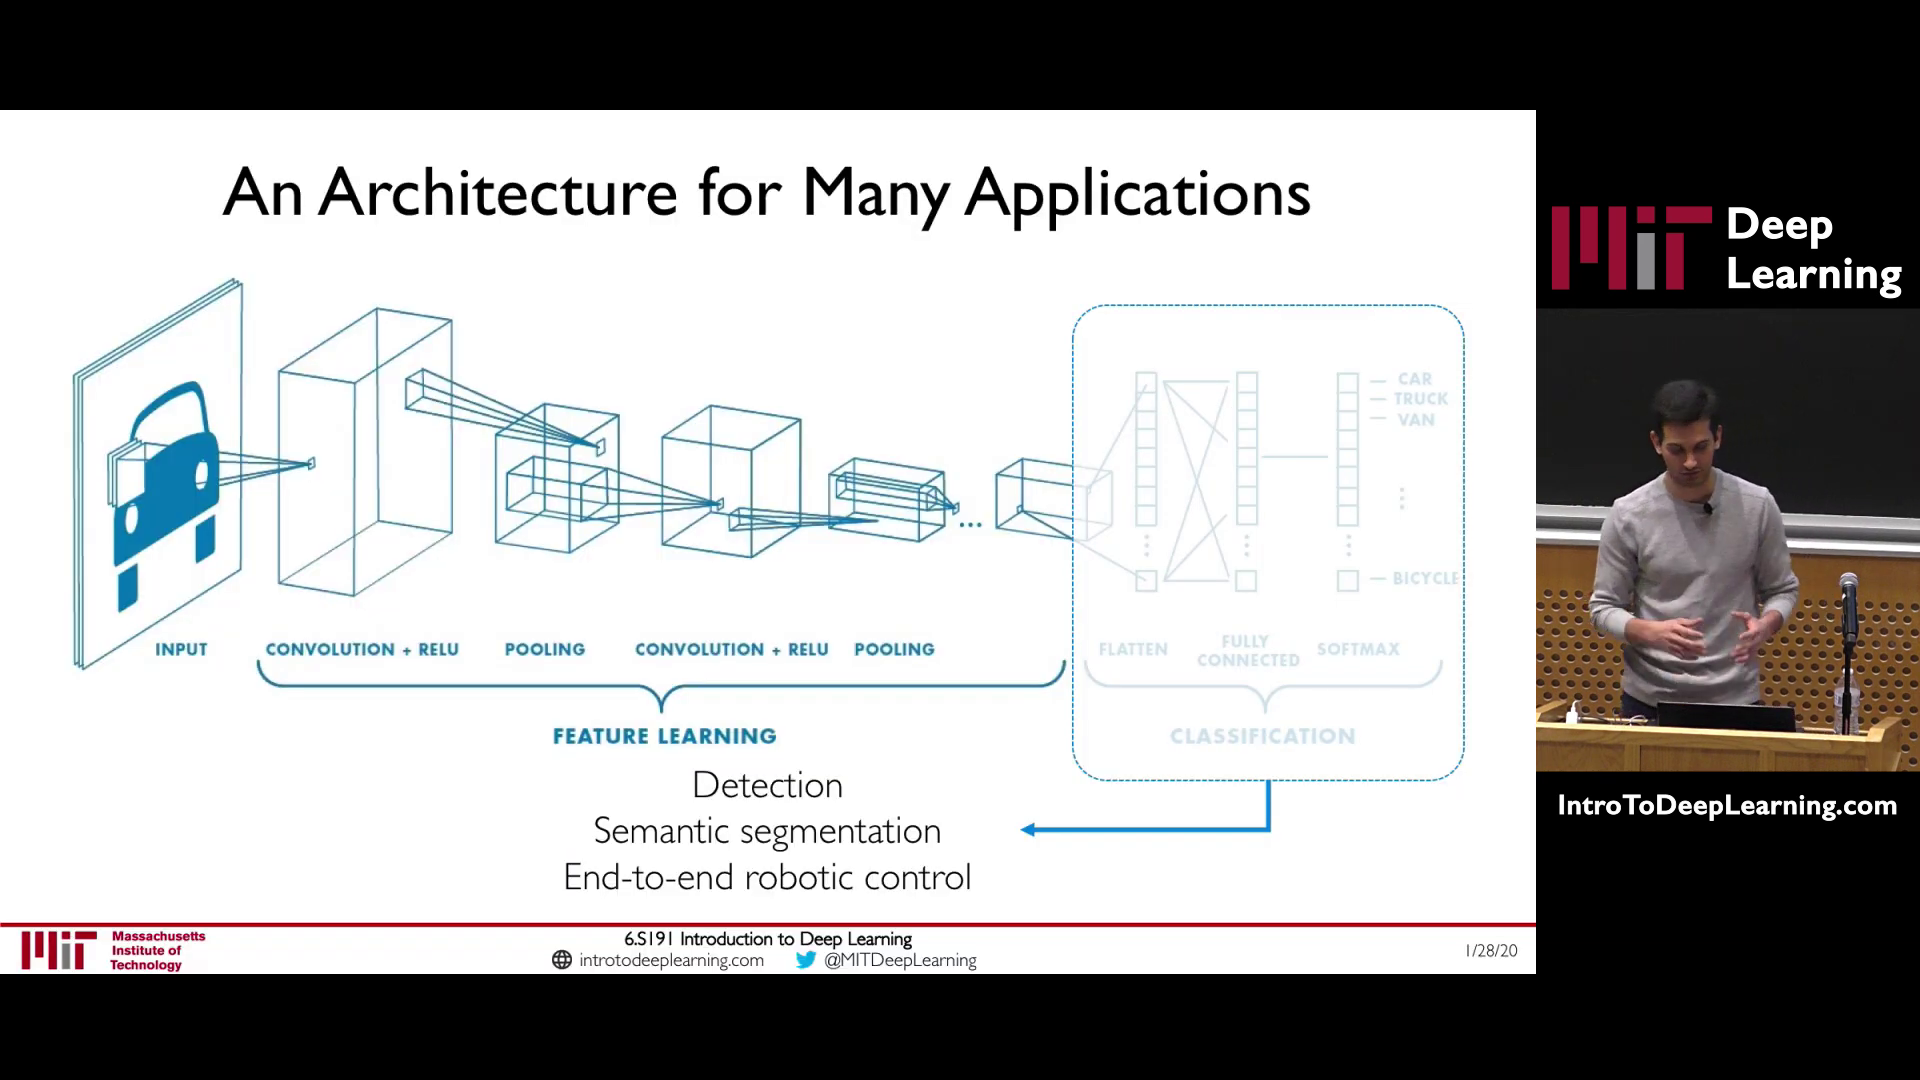 An Architecture for Many Applications
CAR
TRUCK
VAN
BICYCLE
INPUT
CONVOLUTION + RELU
POOLING
CONVOLUTION + RELU
POOLING
FLATTEN
FULLY
CONNECTED
SOFTMAX
FEATURE LEARNING
CLASSIFICATION
Detection
Semantic segmentation
End-to-end robotic control
Massachusetts
Institute of
Technology
6.S191 Introduction to Deep Learning
introtodeeplearning.com
@MITDeepLearning
1/28/20
MIT
Deep
Learning
IntroToDeepLearning.com